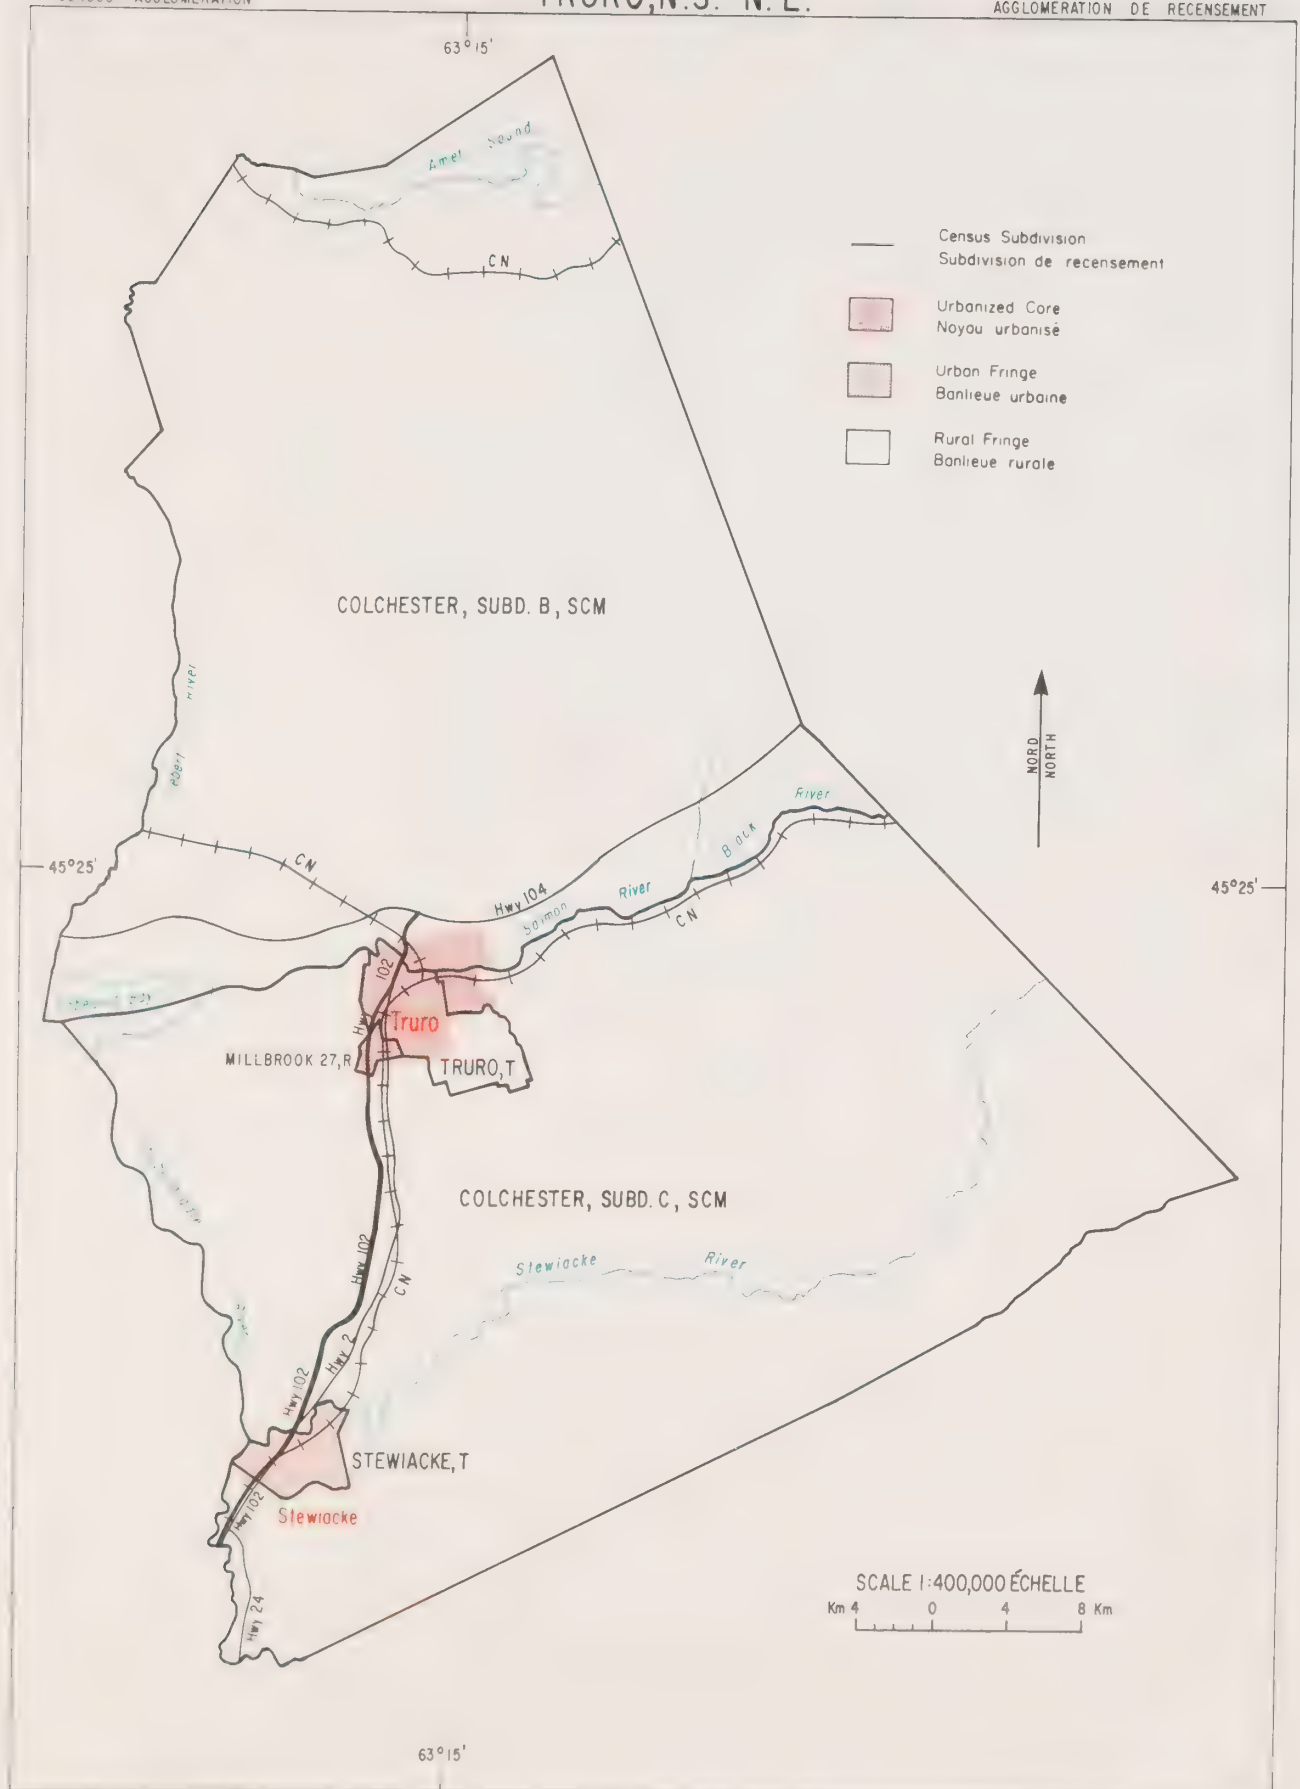 TRURO, N.S. - N.-É.
AGGLOMÉRATION DE RECENSEMENT
63°15'
Amet Sound
CN
Census Subdivision
Subdivision de recensement
Urbanized Core
Noyau urbanisé
Urban Fringe
Banlieue urbaine
Rural Fringe
Banlieue rurale
COLCHESTER, SUBD. B, SCM
River
NORD
NORTH
River
45°25'
CN
Hwy 104
Salmon
River
CN
45°25'
Hwy 102
Truro
MILLBROOK 27, R
TRURO, T
COLCHESTER, SUBD. C, SCM
Hwy 102
CN
Stewiacke River
Hwy 2
Hwy 102
STEWIACKE, T
Hwy 102
Stewiacke
SCALE 1:400,000 ÉCHELLE
Km 4 0 4 8 Km
Hwy 24
63°15'